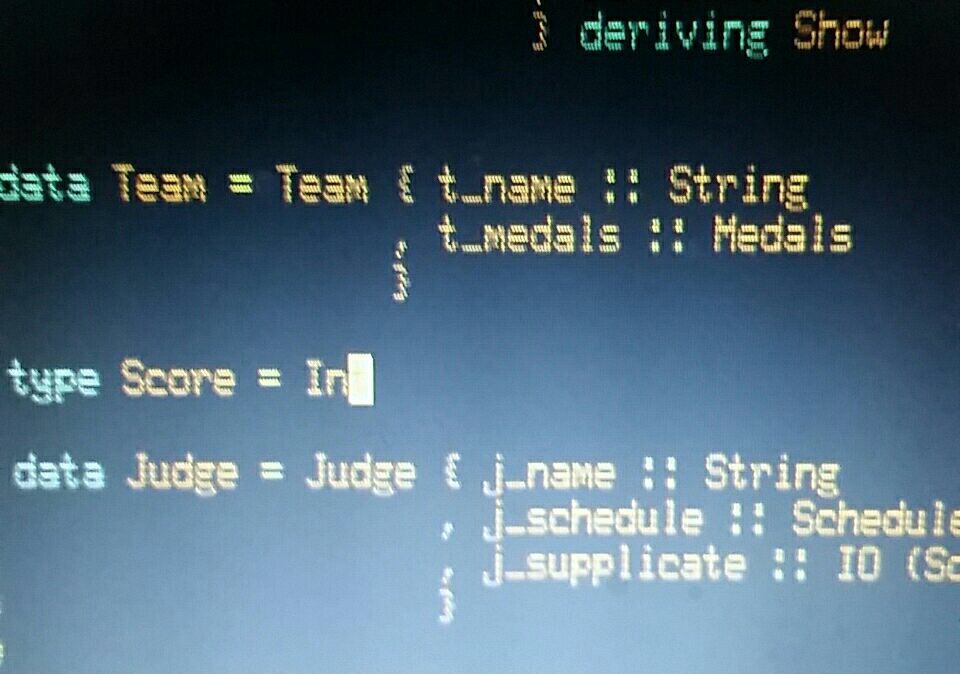 } deriving Show
data Team = Team { t_name :: String
, t_medals :: Medals
}
type Score = Int
data Judge = Judge { j_name :: String
, j_schedule :: Schedule
, j_supplicate :: IO (Sc
}